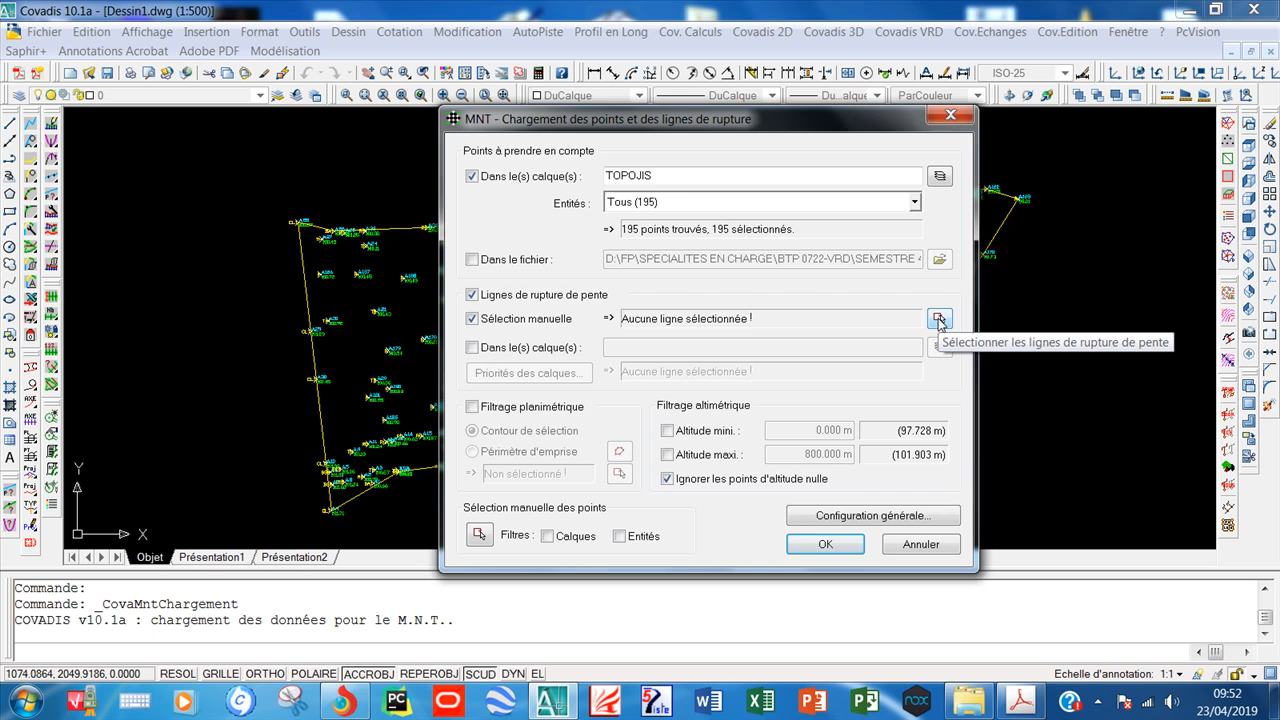 Covadis 10.1a - [Dessin1.dwg (1:500)]
Fichier Edition Affichage Insertion Format Outils Dessin Cotation Modification AutoPiste Profil en Long Cov. Calculs Covadis 2D Covadis 3D Covadis VRD Cov.Echanges Cov.Edition Fenêtre ? PcVision
Saphir+ Annotations Acrobat Adobe PDF Modélisation
ISO-25
0 DuCalque DuCalque Du...alque ParCouleur
MNT - Chargement des points et des lignes de rupture
Points à prendre en compte
Dans le(s) calque(s) : TOPOJIS
Entités : Tous (195)
=> 195 points trouvés, 195 sélectionnés.
Dans le fichier : D:\FP\SPECIALITES EN CHARGE\BTP 0722-VRD\SEMESTRE 4
Lignes de rupture de pente
Sélection manuelle => Aucune ligne sélectionnée !
Sélectionner les lignes de rupture de pente
Dans le(s) calque(s) :
Priorités des calques... => Aucune ligne sélectionnée !
Filtrage planimétrique
Contour de sélection
Périmètre d'emprise
=> Non sélectionné !
Filtrage altimétrique
Altitude mini. : 0.000 m (97.728 m)
Altitude maxi. : 800.000 m (101.903 m)
Ignorer les points d'altitude nulle
Sélection manuelle des points
Filtres : Calques Entités
Configuration générale...
OK Annuler
Y
X
Objet Présentation1 Présentation2
Commande:
Commande: _CovaMntChargement
COVADIS v10.1a : chargement des données pour le M.N.T..
1074.0864, 2049.9186, 0.0000 RESOL GRILLE ORTHO POLAIRE ACCROBJ REPEROBJ SCUD DYN EL Echelle d'annotation: 1:1
09:52
23/04/2019